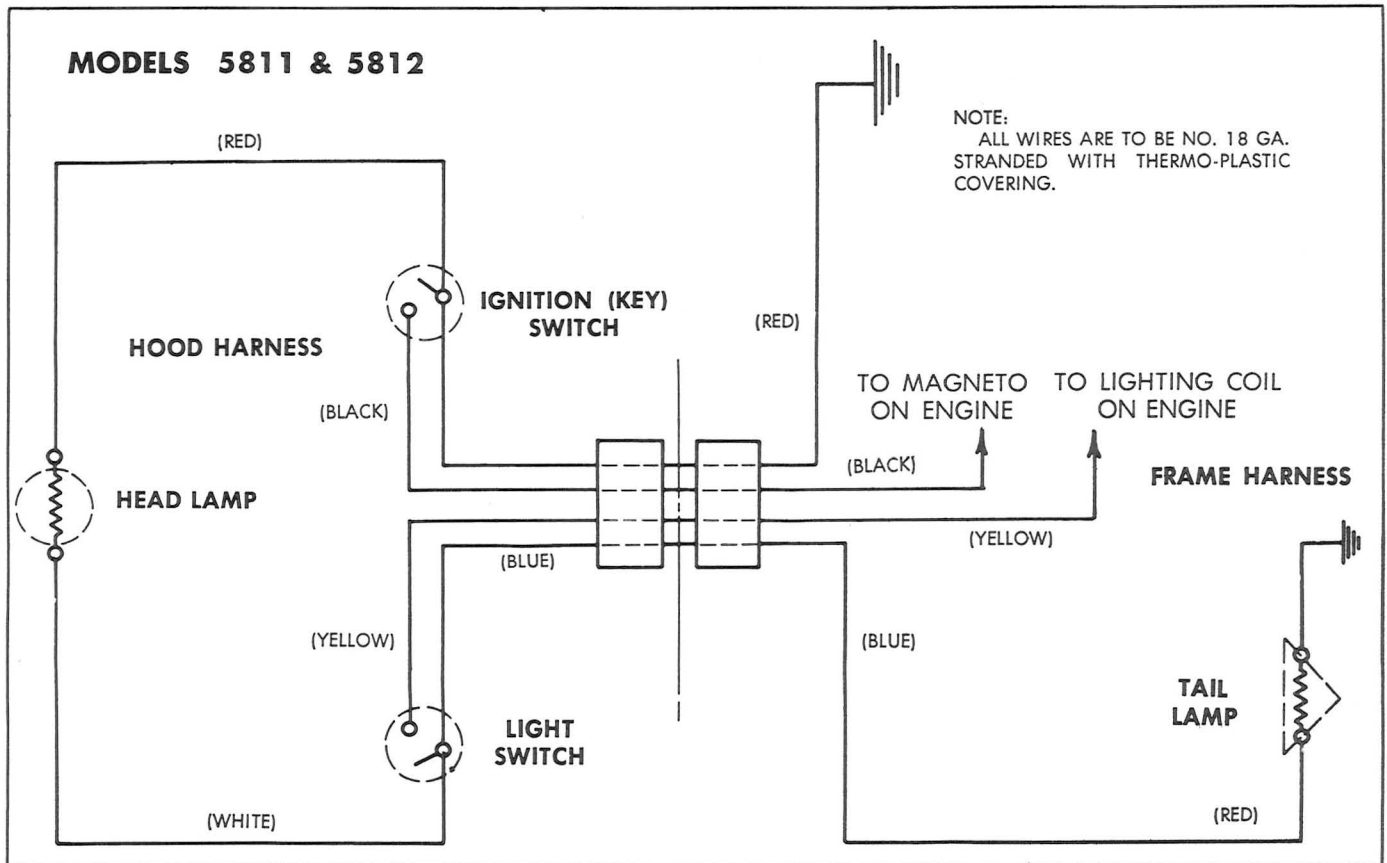 MODELS 5811 & 5812
(RED)
NOTE:
ALL WIRES ARE TO BE NO. 18 GA.
STRANDED WITH THERMO-PLASTIC
COVERING.
IGNITION (KEY)
SWITCH
(RED)
HOOD HARNESS
(BLACK)
TO MAGNETO
ON ENGINE
TO LIGHTING COIL
ON ENGINE
(BLACK)
FRAME HARNESS
HEAD LAMP
(YELLOW)
(BLUE)
(YELLOW)
(BLUE)
TAIL
LAMP
LIGHT
SWITCH
(WHITE)
(RED)